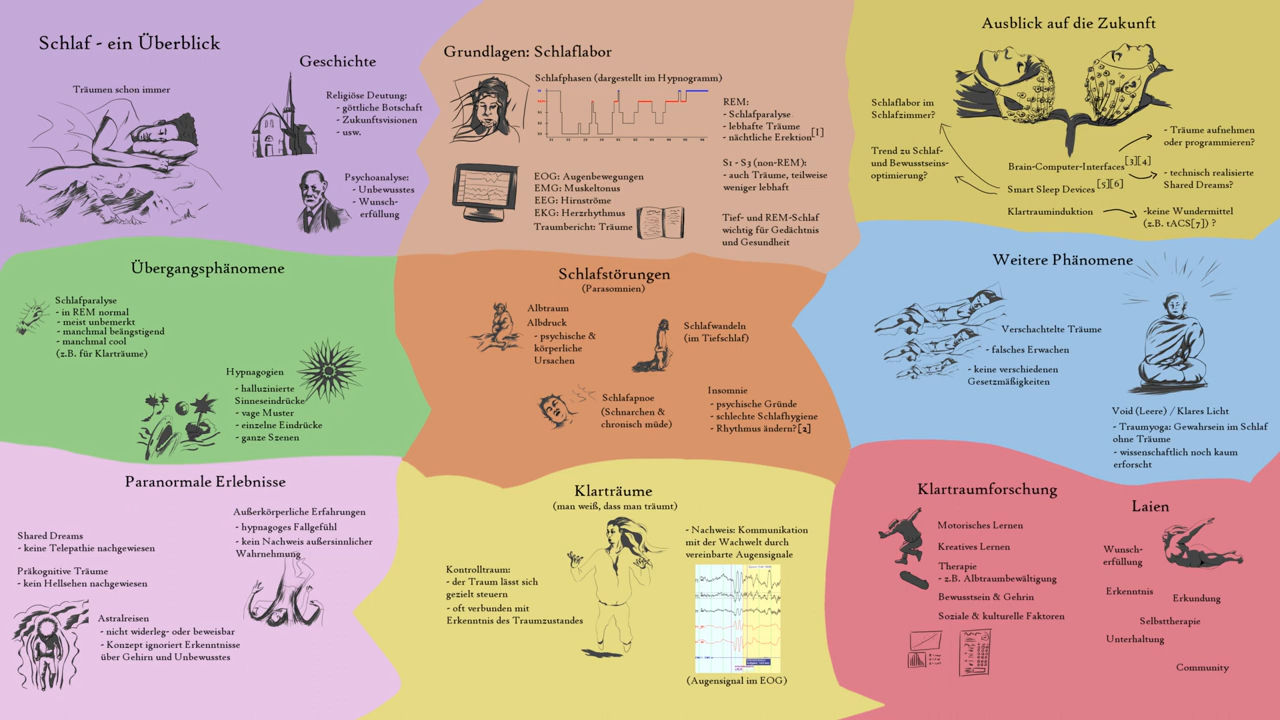 Schlaf - ein Überblick
Geschichte
Träumen schon immer
Religiöse Deutung:
- göttliche Botschaft
- Zukunftsvisionen
- usw.
Psychoanalyse:
- Unbewusstes
- Wunsch-
erfüllung
Grundlagen: Schlaflabor
Schlafphasen (dargestellt im Hypnogramm)
REM:
- Schlafparalyse
- lebhafte Träume
- nächtliche Erektion[1]
EOG: Augenbewegungen
EMG: Muskeltonus
EEG: Hirnströme
EKG: Herzrhythmus
Traumbericht: Träume
S1 - S3 (non-REM):
- auch Träume, teilweise
weniger lebhaft
Tief- und REM-Schlaf
wichtig für Gedächtnis
und Gesundheit
Ausblick auf die Zukunft
Schlaflabor im
Schlafzimmer?
Trend zu Schlaf-
und Bewusstseins-
optimierung?
Brain-Computer-Interfaces[3][4]
Smart Sleep Devices [5][6]
Klartrauminduktion
- Träume aufnehmen
oder programmieren?
- technisch realisierte
Shared Dreams?
-keine Wundermittel
(z.B. tACS[7]) ?
Übergangsphänomene
Schlafparalyse
- in REM normal
- meist unbemerkt
- manchmal beängstigend
- manchmal cool
(z.B. für Klarträume)
Hypnagogien
- halluzinierte
Sinneseindrücke
- vage Muster
- einzelne Eindrücke
- ganze Szenen
Schlafstörungen
(Parasomnien)
Albtraum
Albdruck
- psychische &
körperliche
Ursachen
Schlafwandeln
(im Tiefschlaf)
Schlafapnoe
(Schnarchen &
chronisch müde)
Insomnie
- psychische Gründe
- schlechte Schlafhygiene
- Rhythmus ändern?[2]
Weitere Phänomene
Verschachtelte Träume
- falsches Erwachen
- keine verschiedenen
Gesetzmäßigkeiten
Void (Leere) / Klares Licht
- Traumyoga: Gewahrsein im Schlaf
ohne Träume
- wissenschaftlich noch kaum
erforscht
Paranormale Erlebnisse
Außerkörperliche Erfahrungen
- hypnagoges Fallgefühl
- kein Nachweis außersinnlicher
Wahrnehmung
Shared Dreams
- keine Telepathie nachgewiesen
Präkognitive Träume
- kein Hellsehen nachgewiesen
Astralreisen
- nicht widerleg- oder beweisbar
- Konzept ignoriert Erkenntnisse
über Gehirn und Unbewusstes
Klarträume
(man weiß, dass man träumt)
- Nachweis: Kommunikation
mit der Wachwelt durch
vereinbarte Augensignale
Kontrolltraum:
- der Traum lässt sich
gezielt steuern
- oft verbunden mit
Erkenntnis des Traumzustandes
(Augensignal im EOG)
Klartraumforschung
Motorisches Lernen
Kreatives Lernen
Therapie
- z.B. Albtraumbewältigung
Bewusstsein & Gehrin
Soziale & kulturelle Faktoren
Laien
Wunsch-
erfüllung
Erkenntnis
Erkundung
Selbsttherapie
Unterhaltung
Community